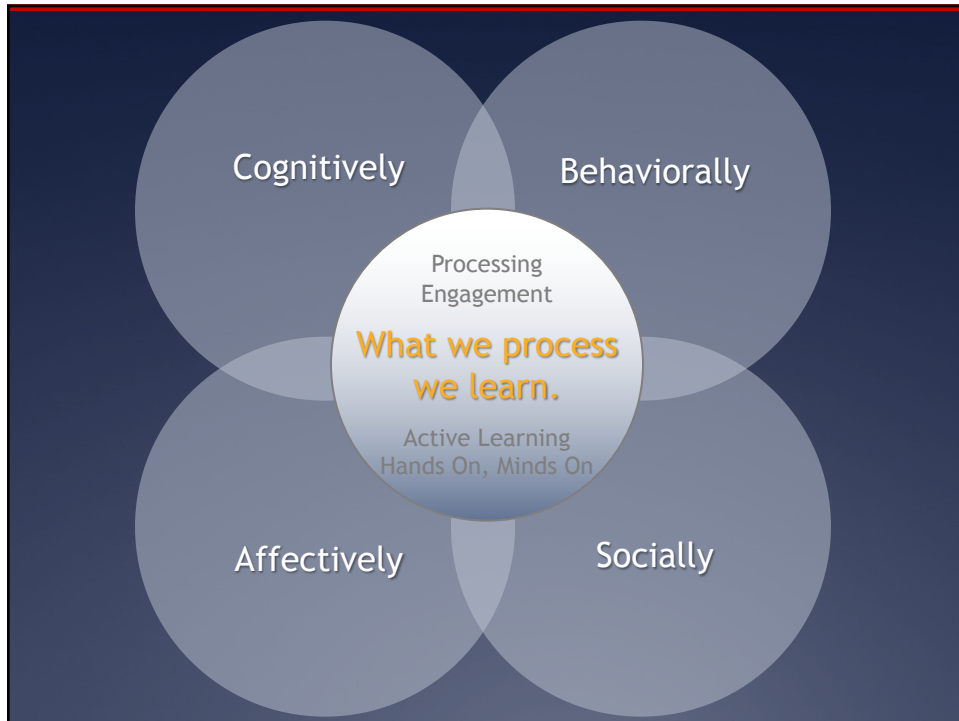 Cognitively
Behaviorally
Processing
Engagement
What we process
we learn.
Active Learning
Hands On, Minds On
Affectively
Socially